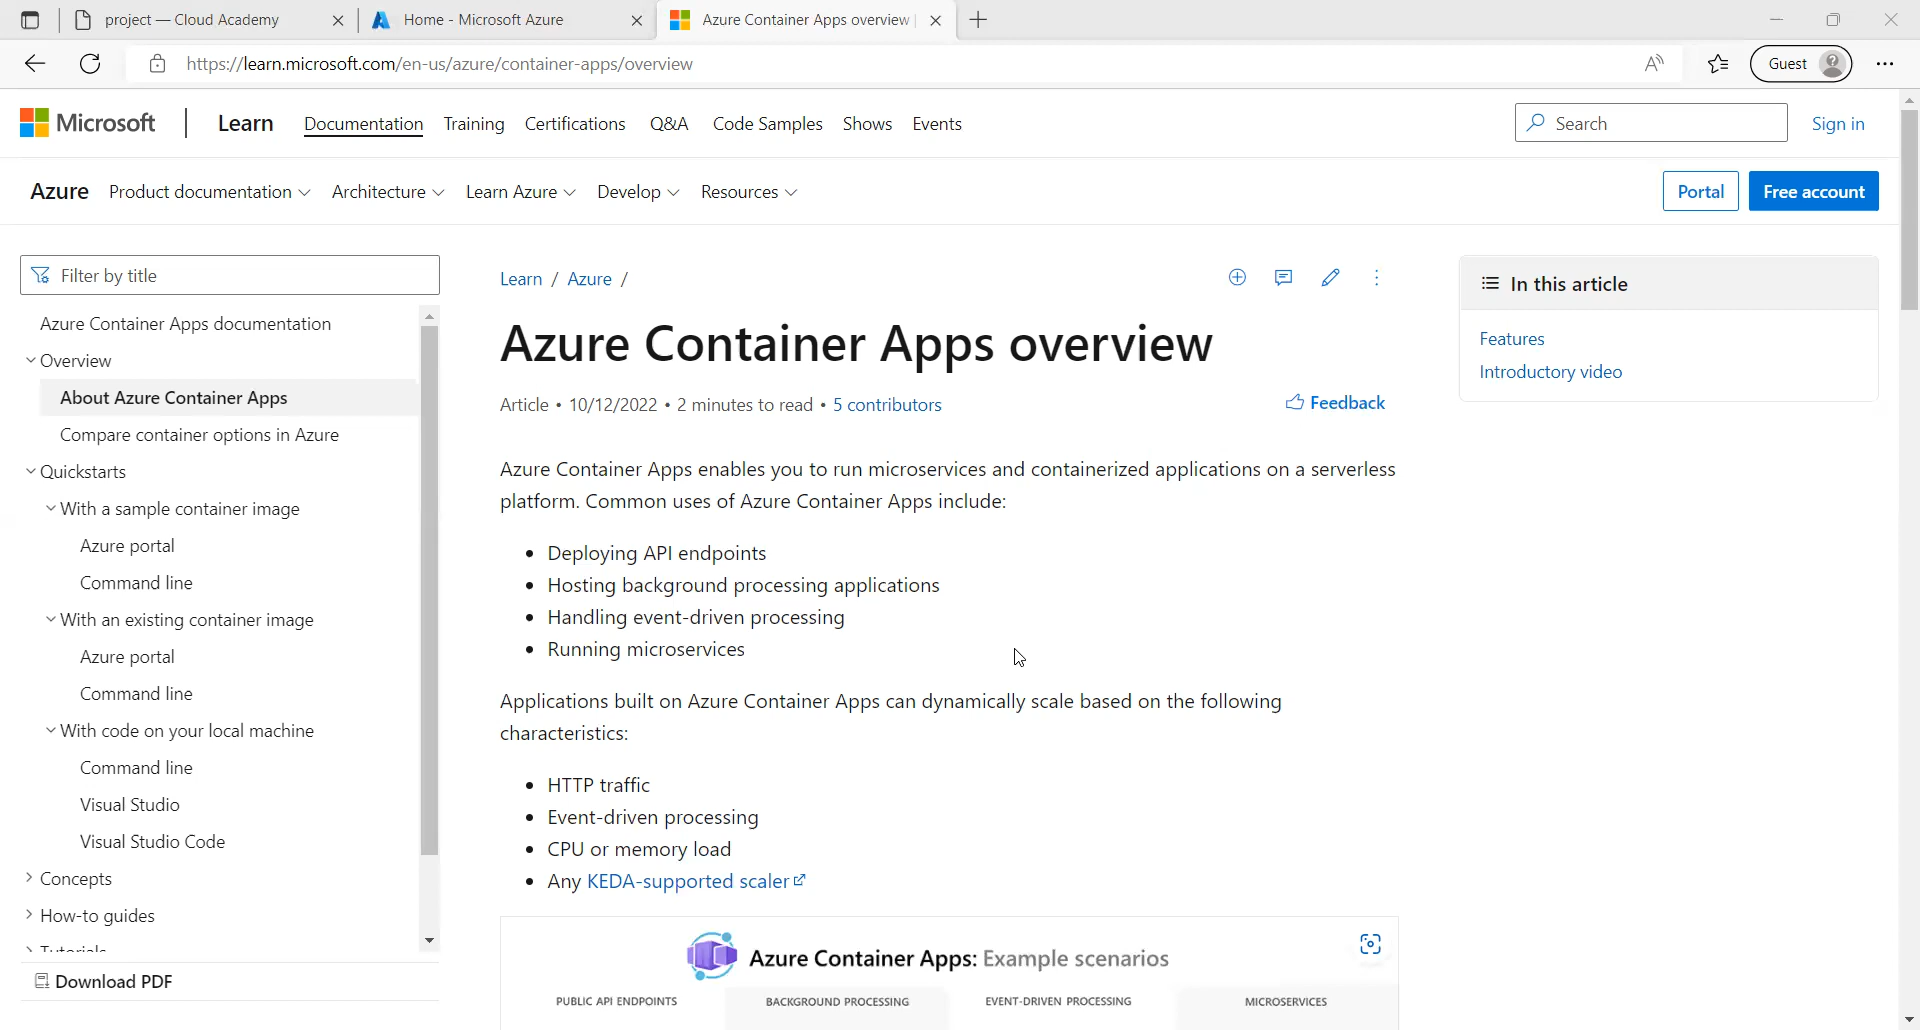 project — Cloud Academy
Home - Microsoft Azure
Azure Container Apps overview
https://learn.microsoft.com/en-us/azure/container-apps/overview
Guest
Microsoft
Learn
Documentation
Training
Certifications
Q&A
Code Samples
Shows
Events
Search
Sign in
Azure
Product documentation
Architecture
Learn Azure
Develop
Resources
Portal
Free account
Filter by title
Azure Container Apps documentation
Overview
About Azure Container Apps
Compare container options in Azure
Quickstarts
With a sample container image
Azure portal
Command line
With an existing container image
Azure portal
Command line
With code on your local machine
Command line
Visual Studio
Visual Studio Code
Concepts
How-to guides
Tutorials
Download PDF
Learn / Azure /
Azure Container Apps overview
Article • 10/12/2022 • 2 minutes to read • 5 contributors
Feedback
Azure Container Apps enables you to run microservices and containerized applications on a serverless
platform. Common uses of Azure Container Apps include:
• Deploying API endpoints
• Hosting background processing applications
• Handling event-driven processing
• Running microservices
Applications built on Azure Container Apps can dynamically scale based on the following
characteristics:
• HTTP traffic
• Event-driven processing
• CPU or memory load
• Any KEDA-supported scaler
Azure Container Apps: Example scenarios
PUBLIC API ENDPOINTS
BACKGROUND PROCESSING
EVENT-DRIVEN PROCESSING
MICROSERVICES
In this article
Features
Introductory video